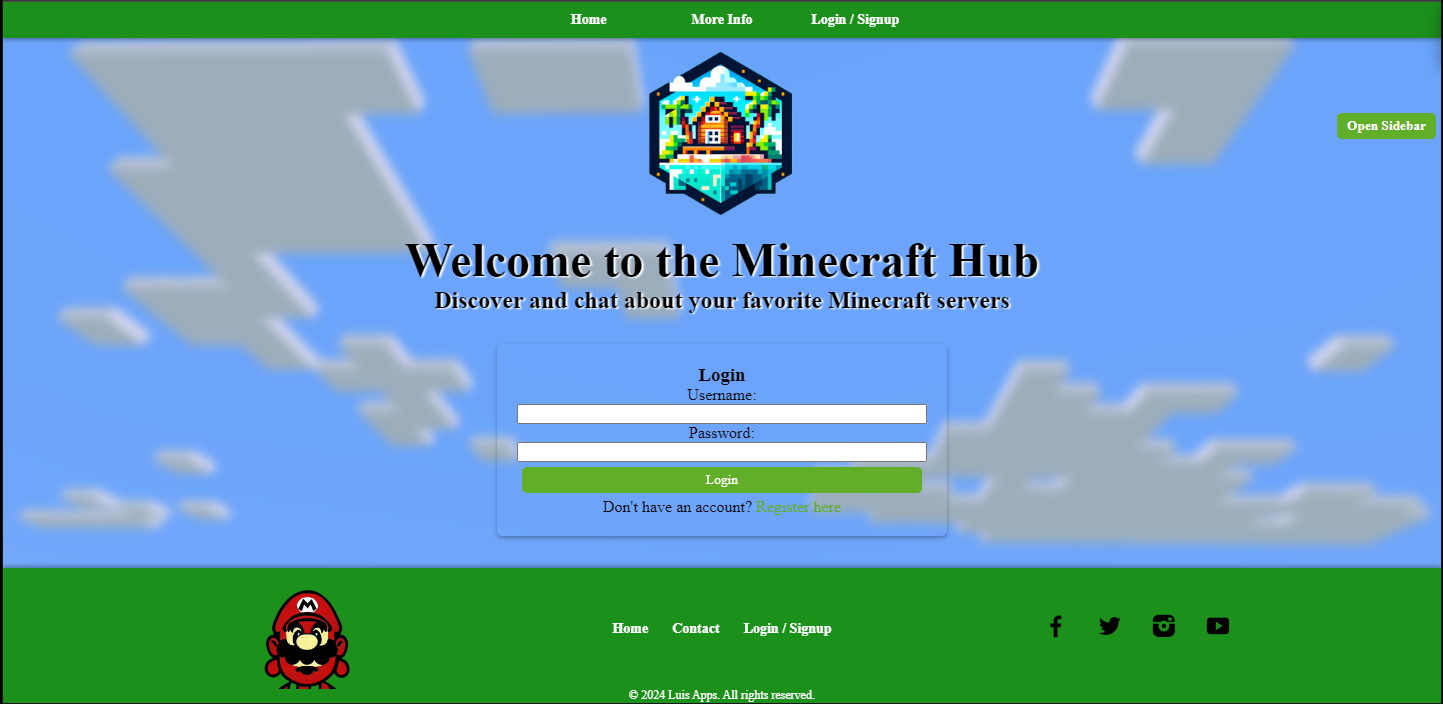 Home More Info Login / Signup
Open Sidebar
Welcome to the Minecraft Hub
Discover and chat about your favorite Minecraft servers
Login
Username:
Password:
Login
Don't have an account? Register here
M
Home Contact Login / Signup
© 2024 Luis Apps. All rights reserved.